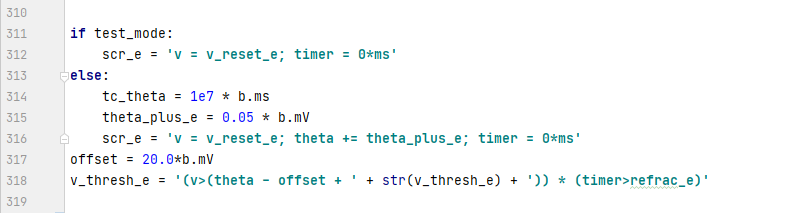 310
311 if test_mode:
312     scr_e = 'v = v_reset_e; timer = 0*ms'
313 else:
314     tc_theta = 1e7 * b.ms
315     theta_plus_e = 0.05 * b.mV
316     scr_e = 'v = v_reset_e; theta += theta_plus_e; timer = 0*ms'
317 offset = 20.0*b.mV
318 v_thresh_e = '(v>(theta - offset + ' + str(v_thresh_e) + ')) * (timer>refrac_e)'
319